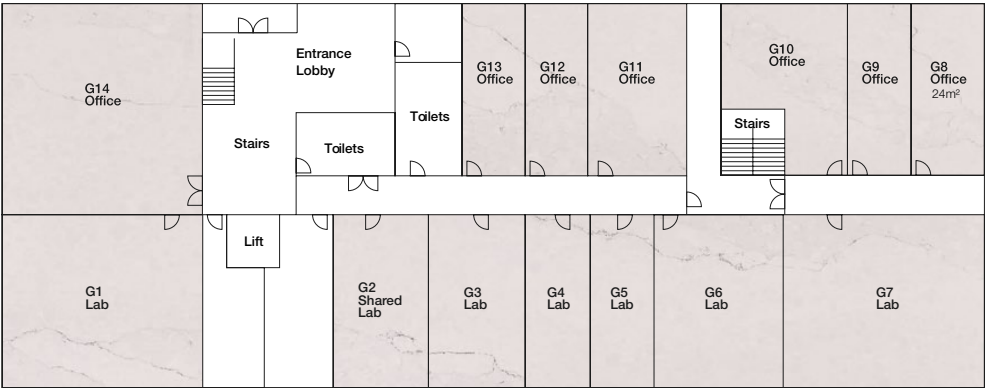 G14
Office
Entrance
Lobby
Stairs
Toilets
Toilets
G13
Office
G12
Office
G11
Office
G10
Office
G9
Office
G8
Office
24m²
Stairs
G1
Lab
Lift
G2
Shared
Lab
G3
Lab
G4
Lab
G5
Lab
G6
Lab
G7
Lab